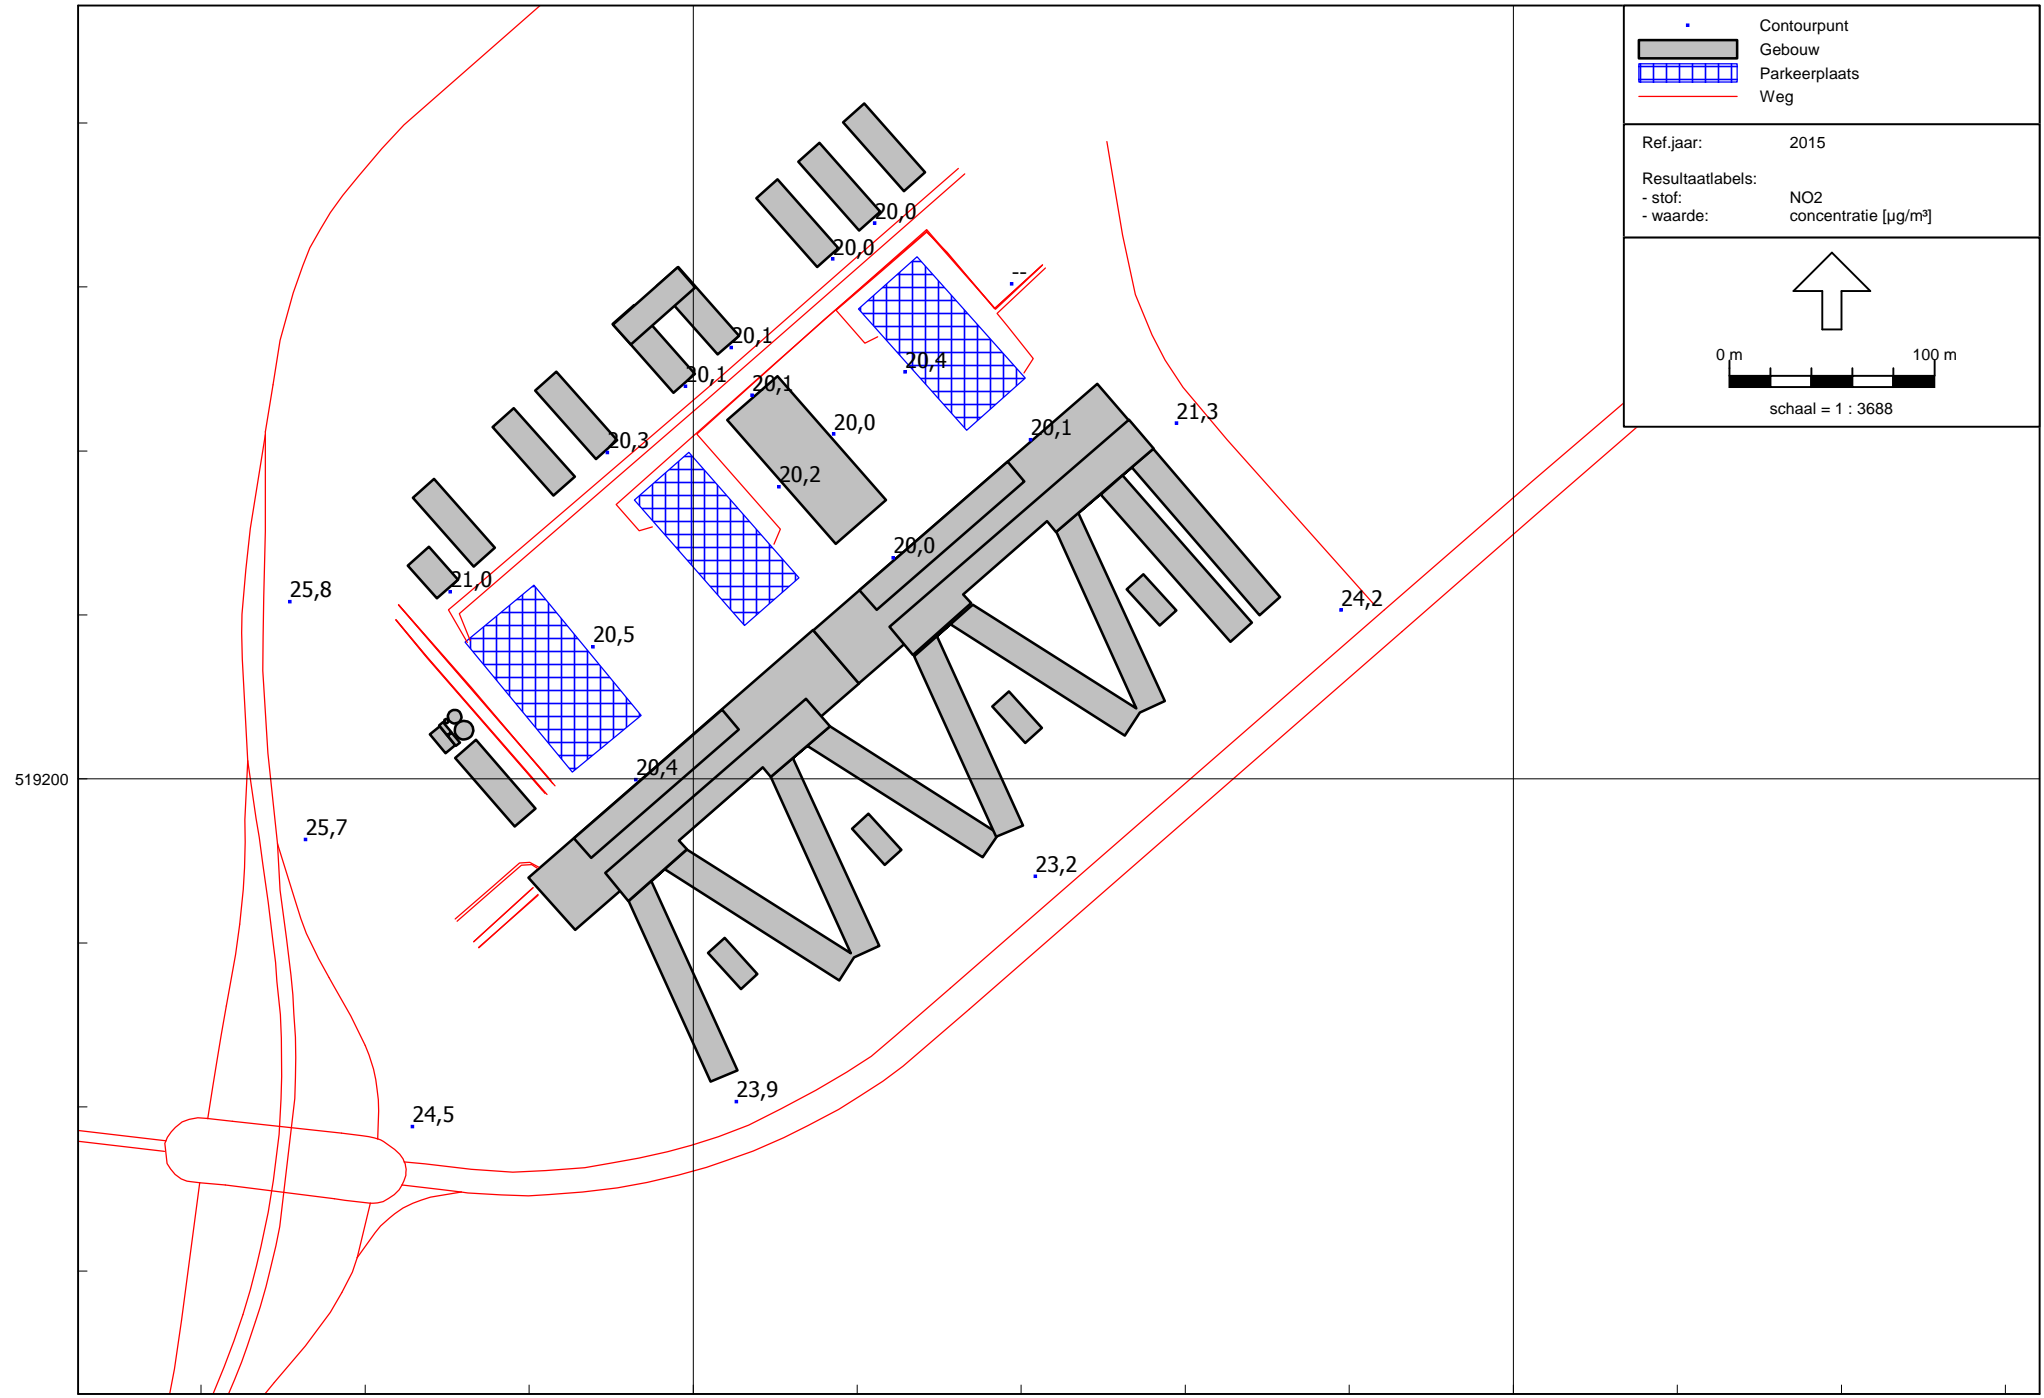 Contourpunt
Gebouw
Parkeerplaats
Weg
Ref.jaar: 2015
Resultaatlabels:
- stof: NO2
- waarde: concentratie [µg/m³]
0 m 100 m
schaal = 1 : 3688
20,0
20,0
--
20,1
20,1
20,4
20,1
20,0
21,3
20,1
20,3
20,2
20,0
21,0
25,8
24,2
20,5
20,4
519200
25,7
23,2
23,9
24,5